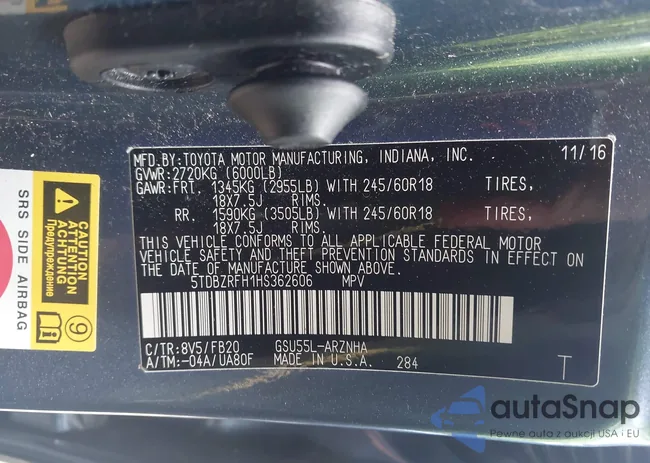 MFD.BY:TOYOTA MOTOR MANUFACTURING, INDIANA, INC. 11/16
GVWR:2720KG (6000LB)
GAWR:FRT. 1345KG (2955LB) WITH 245/60R18 TIRES,
18X7.5J RIMS.
RR. 1590KG (3505LB) WITH 245/60R18 TIRES,
18X7.5J RIMS.
THIS VEHICLE CONFORMS TO ALL APPLICABLE FEDERAL MOTOR
VEHICLE SAFETY AND THEFT PREVENTION STANDARDS IN EFFECT ON
THE DATE OF MANUFACTURE SHOWN ABOVE.
5TDBZRFH1HS362606 MPV
C/TR:8V5/FB20 GSU55L-ARZNHA
A/TM:-04A/UA80F MADE IN U.S.A. 284 T
SRS SIDE AIRBAG
CAUTION
ATTENTION
ACHTUNG
Предупреждение
9
autoSnap
Pewne auta z aukcji USA i EU